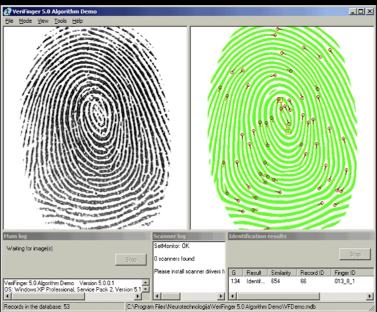 VeriFinger 5.0 Algorithm Demo
File Mode View Tools Help
Main log
Waiting for image(s)
Stop
VeriFinger 5.0 Algorithm Demo Version 5.0.0.1
OS: Windows XP Professional, Service Pack 2, Version 5.1
Scanner log
SetMonitor: OK
0 scanners found
Please install scanner drivers
Identification results
Stop
G Result Similarity Record ID Finger ID
134 Identifi... 654 66 013_8_1
Records in the database: 53
C:\Program Files\Neurotechnologija\VeriFinger 5.0 Algorithm Demo\VFDemo.mdb